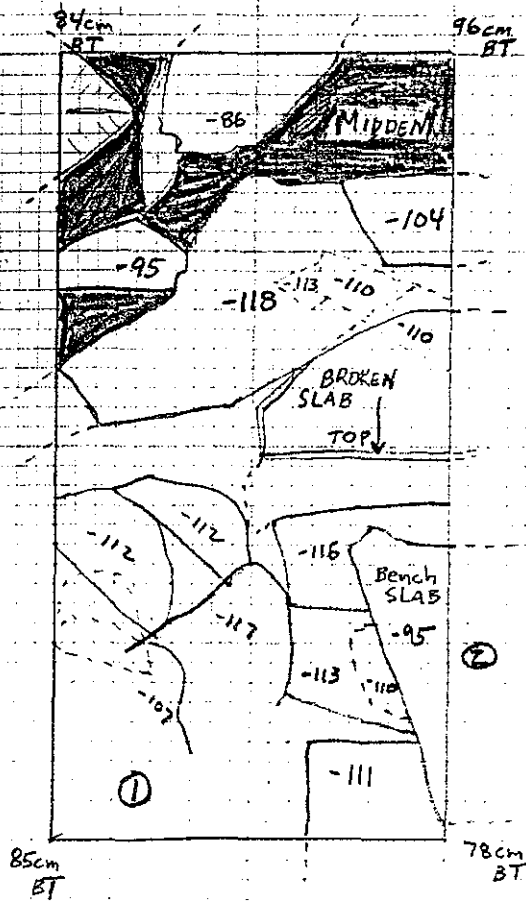 84cm
BT
96cm
BT
-86
MIDDEN
-104
-95
-118
-113
-110
-110
BROKEN
SLAB
TOP
-112
-112
-116
Bench
SLAB
-117
-95
②
-113
-110
-107
-111
①
85cm
BT
78cm
BT